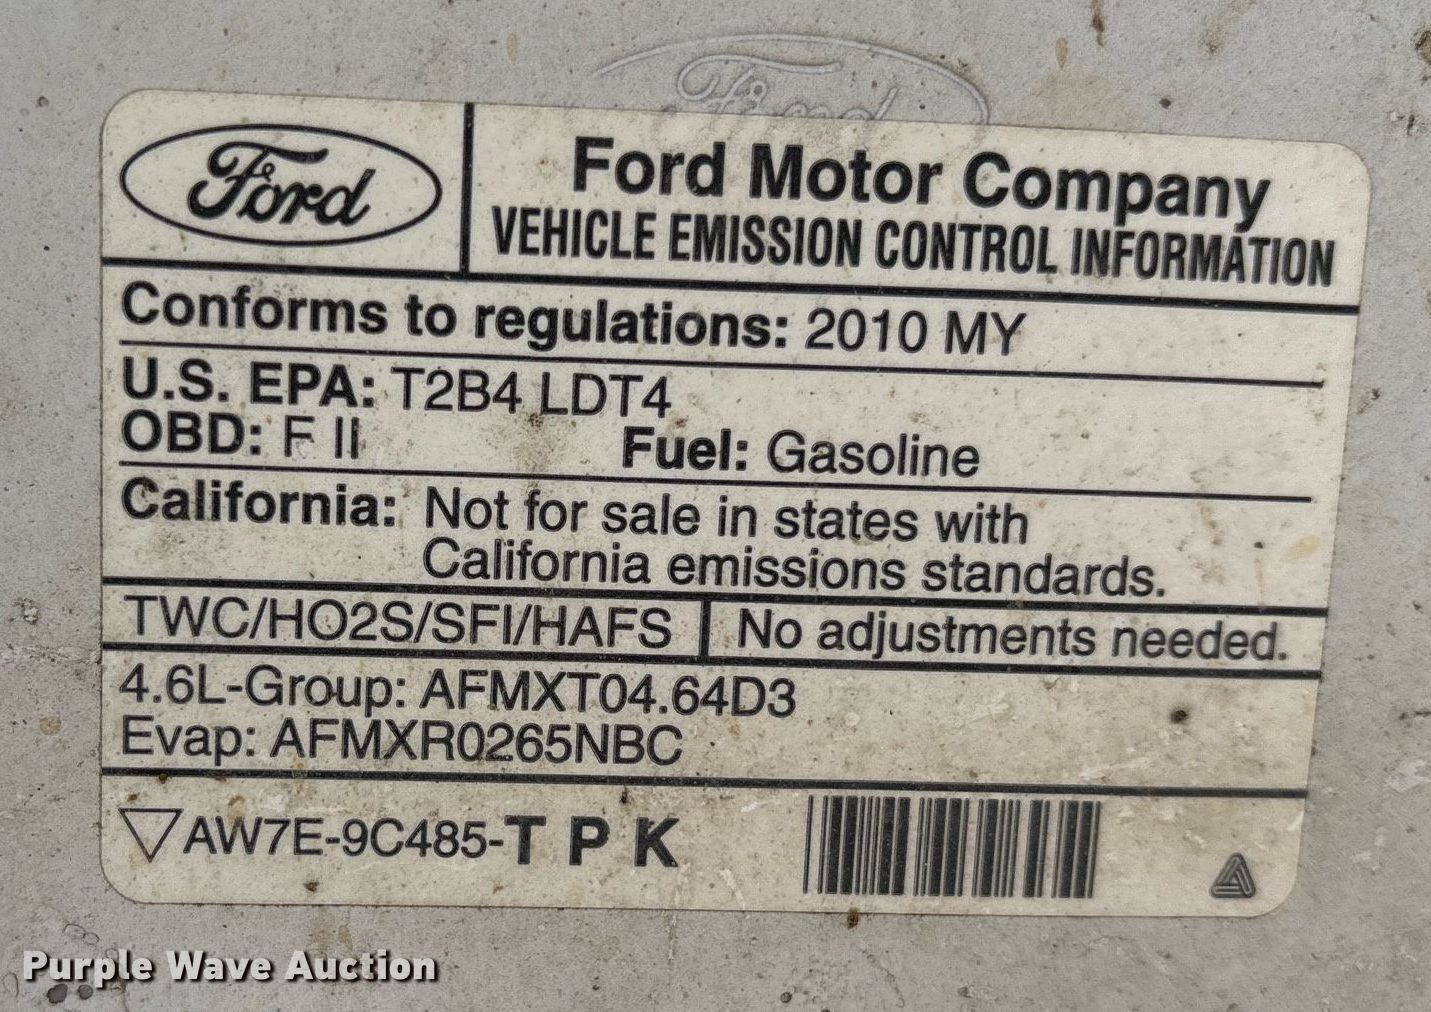 Ford
Ford
Ford Motor Company
VEHICLE EMISSION CONTROL INFORMATION
Conforms to regulations: 2010 MY
U.S. EPA: T2B4 LDT4
OBD: F II Fuel: Gasoline
California: Not for sale in states with
California emissions standards.
TWC/HO2S/SFI/HAFS No adjustments needed.
4.6L-Group: AFMXT04.64D3
Evap: AFMXR0265NBC
AW7E-9C485-T P K
Purple Wave Auction